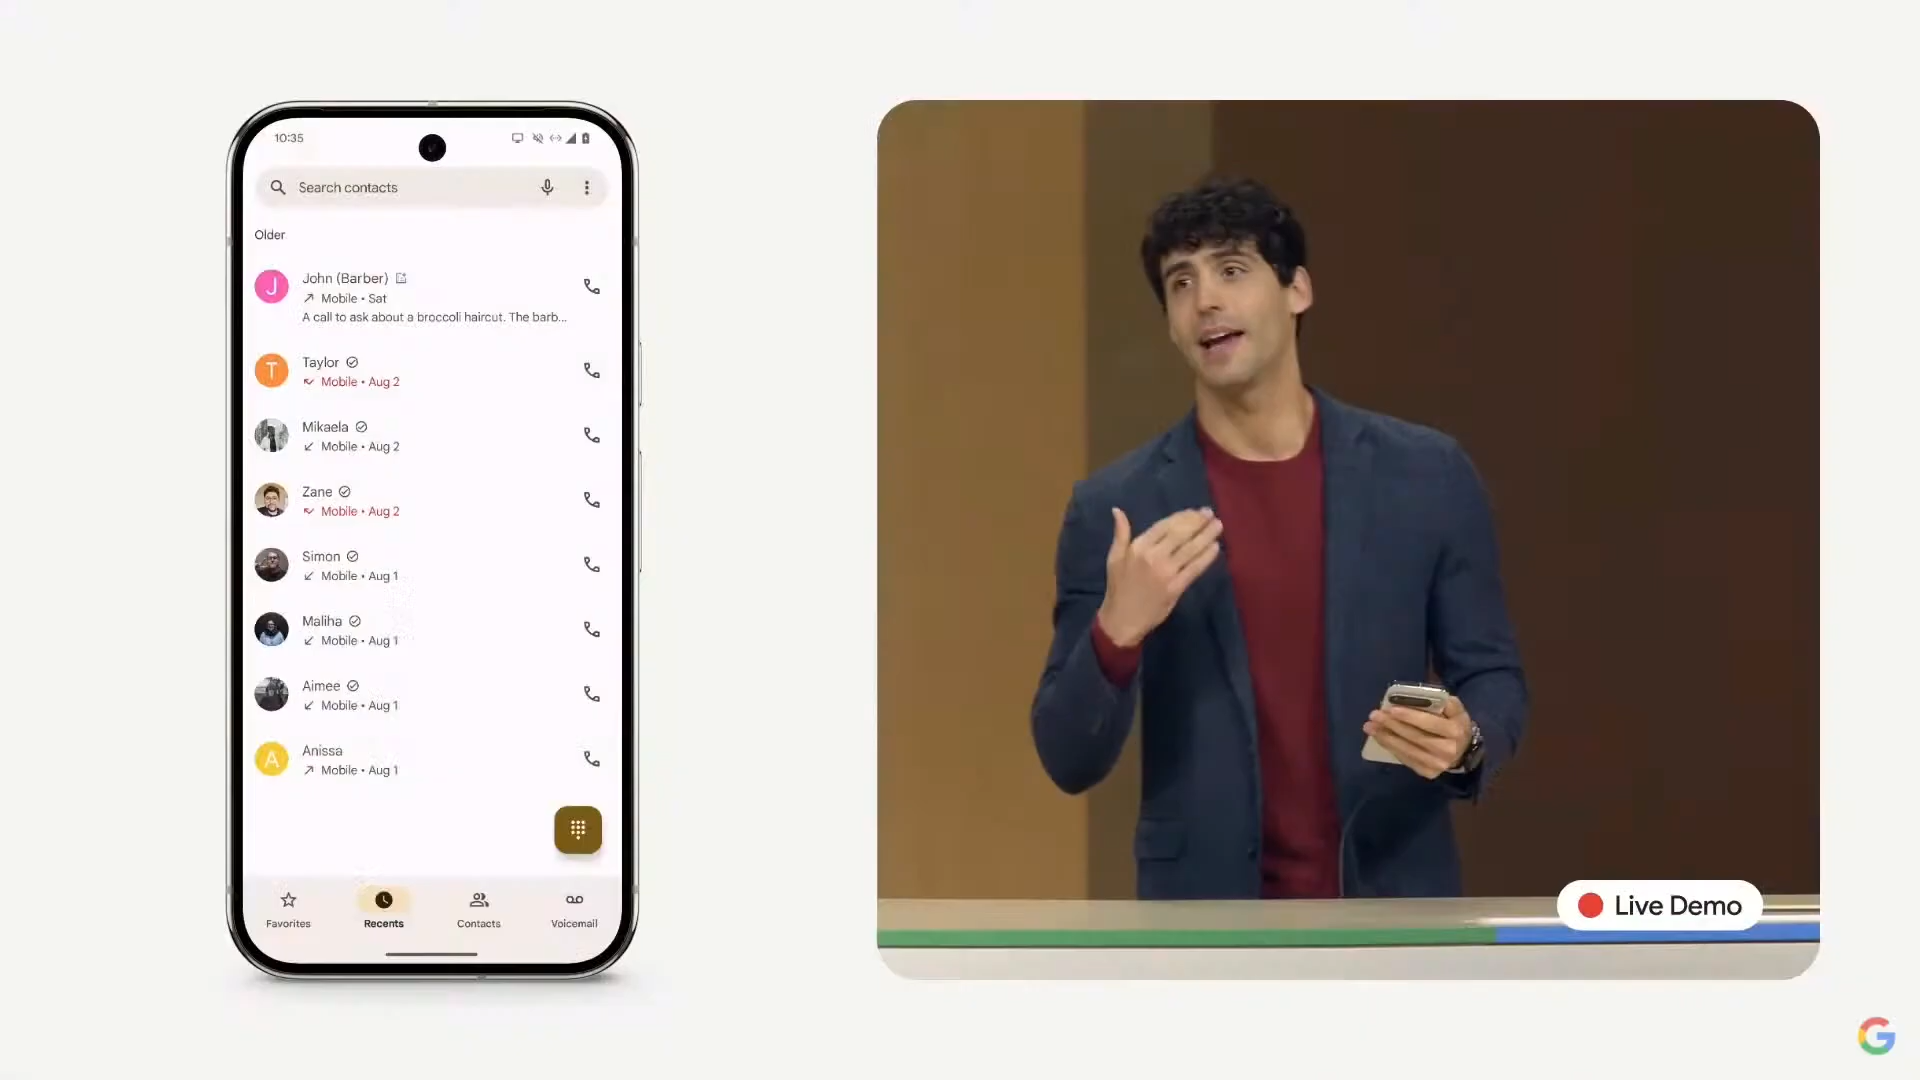 10:35
Search contacts
Older
J
John (Barber)
Mobile • Sat
A call to ask about a broccoli haircut. The barb...
T
Taylor
Mobile • Aug 2
Mikaela
Mobile • Aug 2
Zane
Mobile • Aug 2
Simon
Mobile • Aug 1
Maliha
Mobile • Aug 1
Aimee
Mobile • Aug 1
A
Anissa
Mobile • Aug 1
Favorites
Recents
Contacts
Voicemail
Live Demo
G